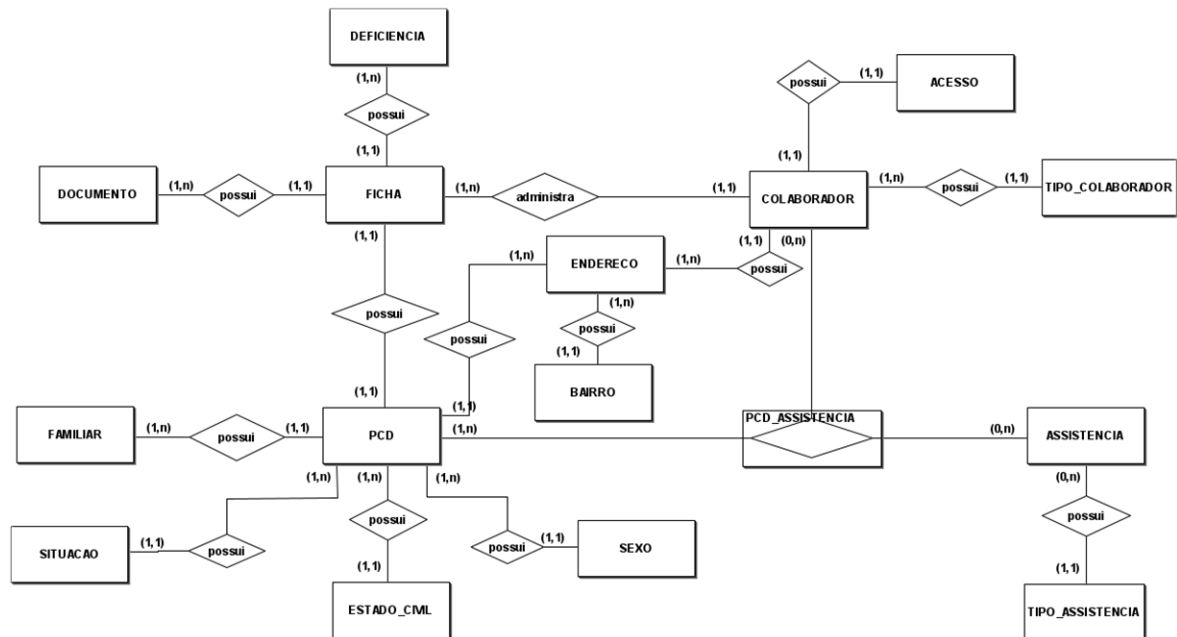 DEFICIENCIA
(1,n)
possui
(1,1)
possui
(1,1)
ACESSO
(1,1)
DOCUMENTO
(1,n)
possui
(1,1)
FICHA
(1,n)
administra
(1,1)
COLABORADOR
(1,n)
possui
(1,1)
TIPO_COLABORADOR
(1,1)
(1,1)
(0,n)
(1,n)
ENDERECO
(1,n)
possui
(1,n)
possui
possui
possui
(1,1)
BAIRRO
(1,1)
(1,1)
FAMILIAR
(1,n)
possui
(1,1)
PCD
(1,n)
PCD_ASSISTENCIA
(0,n)
ASSISTENCIA
(1,n)
(1,n)
(1,n)
(0,n)
possui
possui
SITUACAO
(1,1)
possui
possui
(1,1)
SEXO
(1,1)
ESTADO_CIVIL
(1,1)
TIPO_ASSISTENCIA